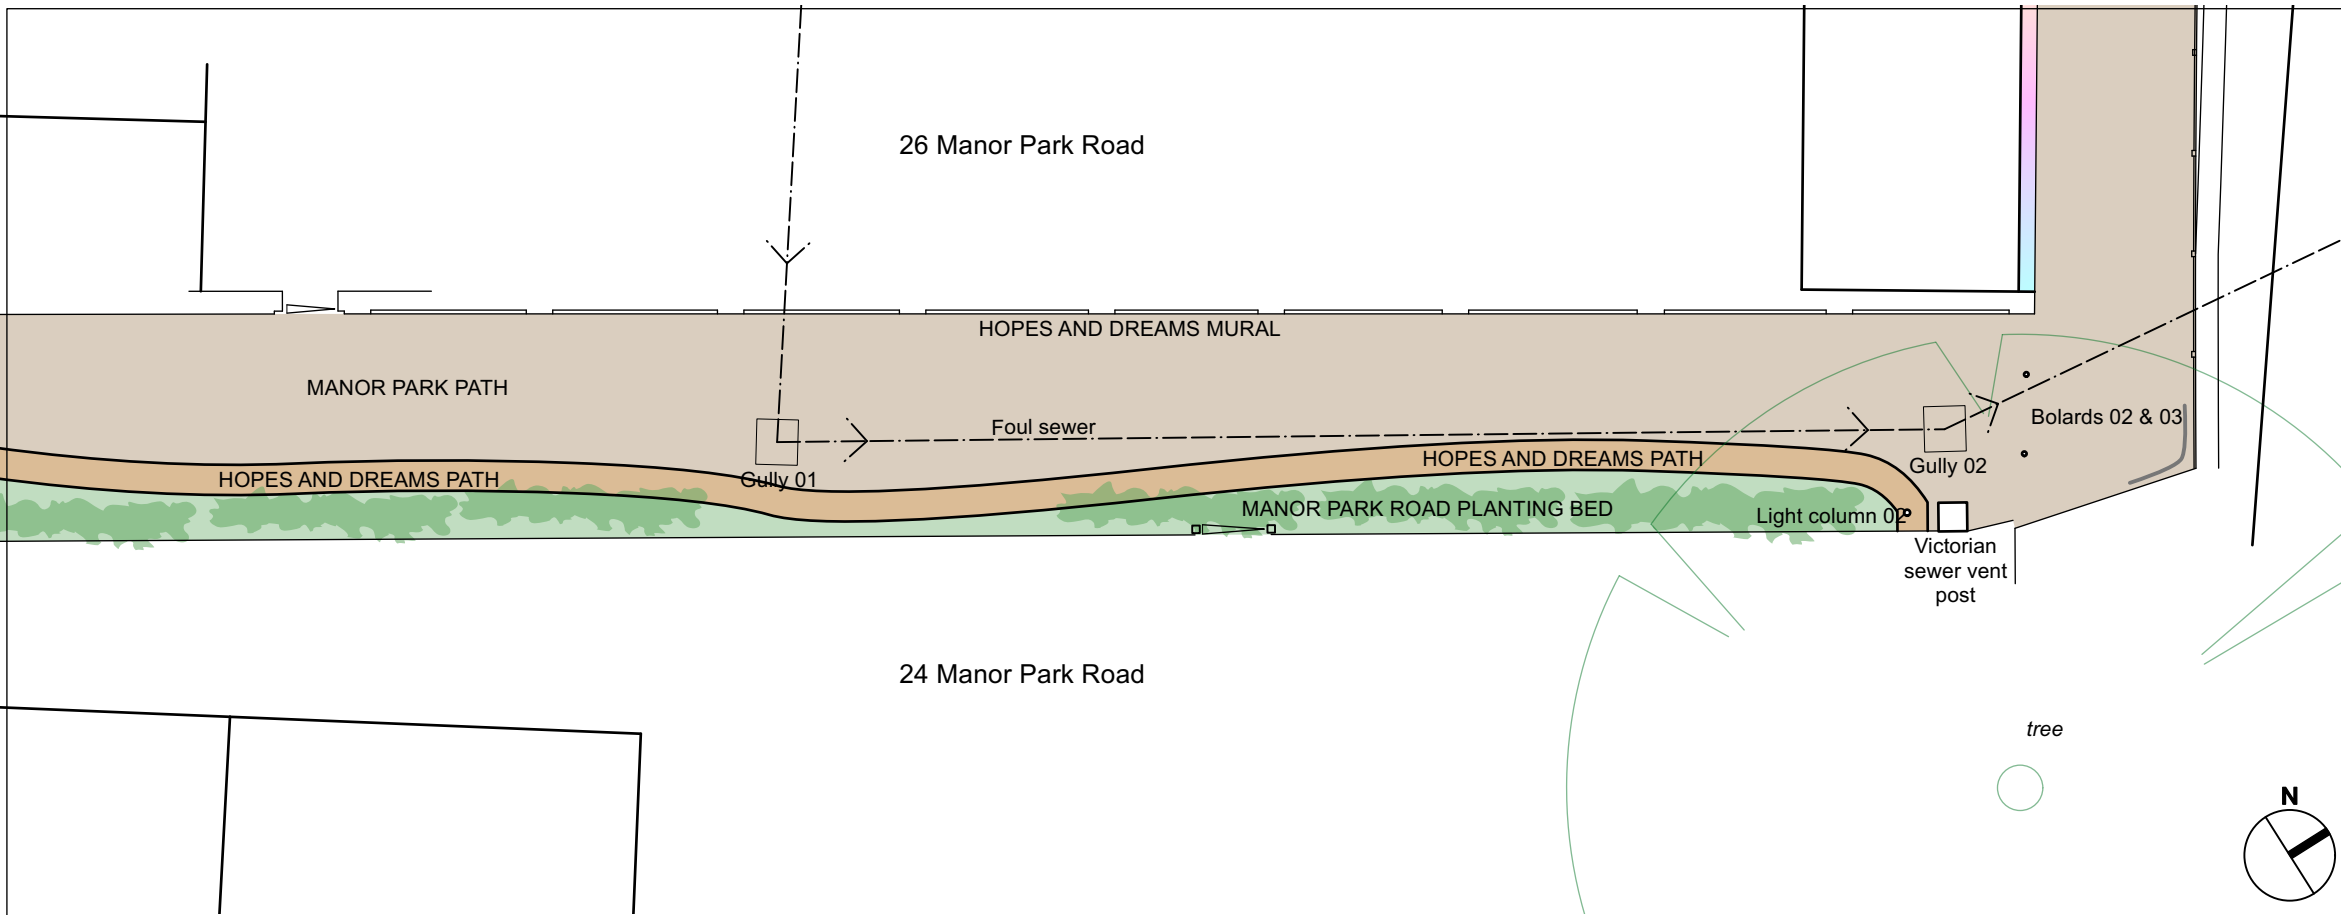 26 Manor Park Road
HOPES AND DREAMS MURAL
MANOR PARK PATH
Foul sewer
Bolards 02 & 03
HOPES AND DREAMS PATH
Gully 01
HOPES AND DREAMS PATH
Gully 02
MANOR PARK ROAD PLANTING BED
Light column 02
Victorian
sewer vent
post
24 Manor Park Road
tree
N